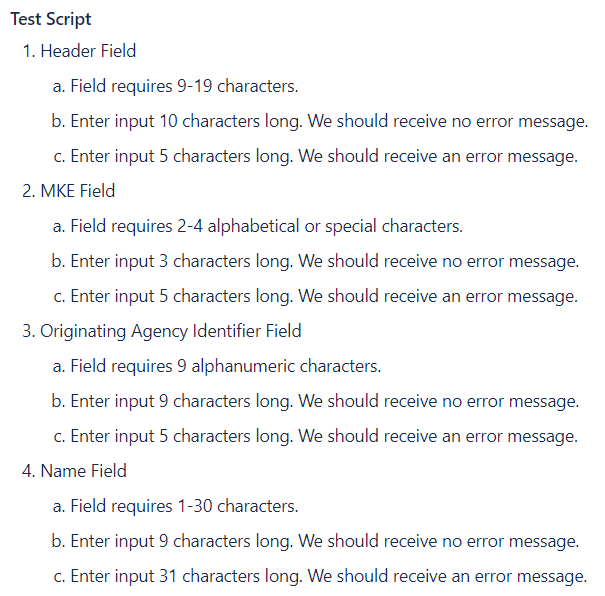 Test Script
1. Header Field
a. Field requires 9-19 characters.
b. Enter input 10 characters long. We should receive no error message.
c. Enter input 5 characters long. We should receive an error message.
2. MKE Field
a. Field requires 2-4 alphabetical or special characters.
b. Enter input 3 characters long. We should receive no error message.
c. Enter input 5 characters long. We should receive an error message.
3. Originating Agency Identifier Field
a. Field requires 9 alphanumeric characters.
b. Enter input 9 characters long. We should receive no error message.
c. Enter input 5 characters long. We should receive an error message.
4. Name Field
a. Field requires 1-30 characters.
b. Enter input 9 characters long. We should receive no error message.
c. Enter input 31 characters long. We should receive an error message.